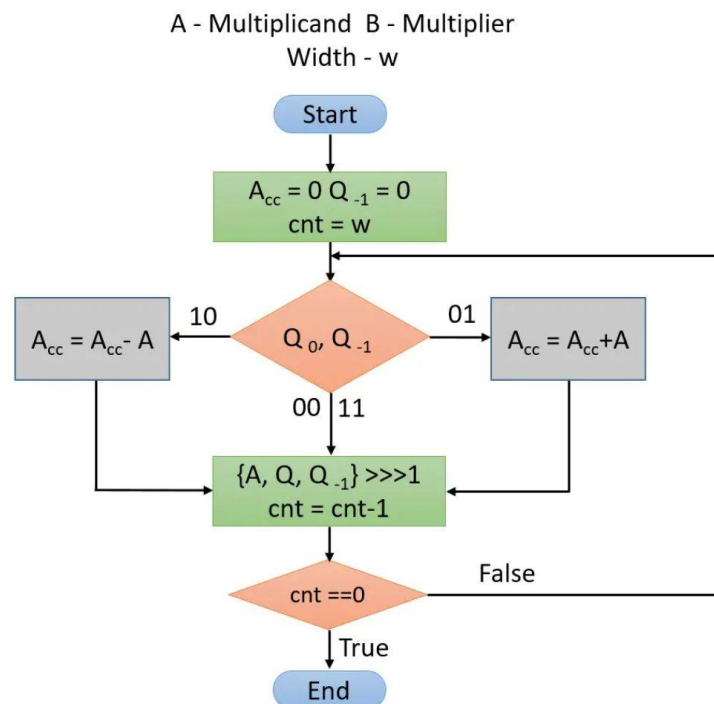 A - Multiplicand B - Multiplier
Width - w
Start
Acc = 0 Q -1 = 0
cnt = w
10
01
Acc = Acc- A
Q 0, Q -1
Acc = Acc+A
00 11
{A, Q, Q -1} >>>1
cnt = cnt-1
False
cnt ==0
True
End